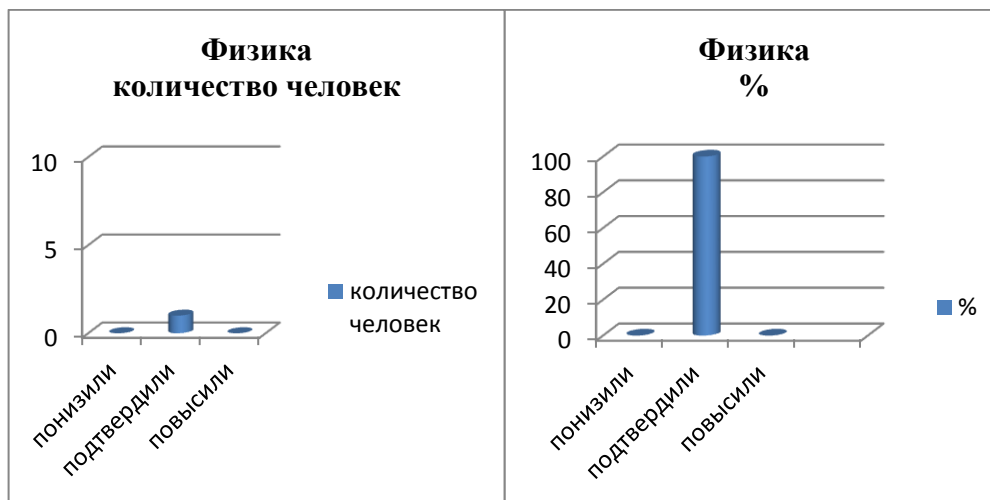 Физика
количество человек
10
5
0
понизили
подтвердили
повысили
количество
человек
Физика
%
100
80
60
40
20
0
понизили
подтвердили
повысили
%